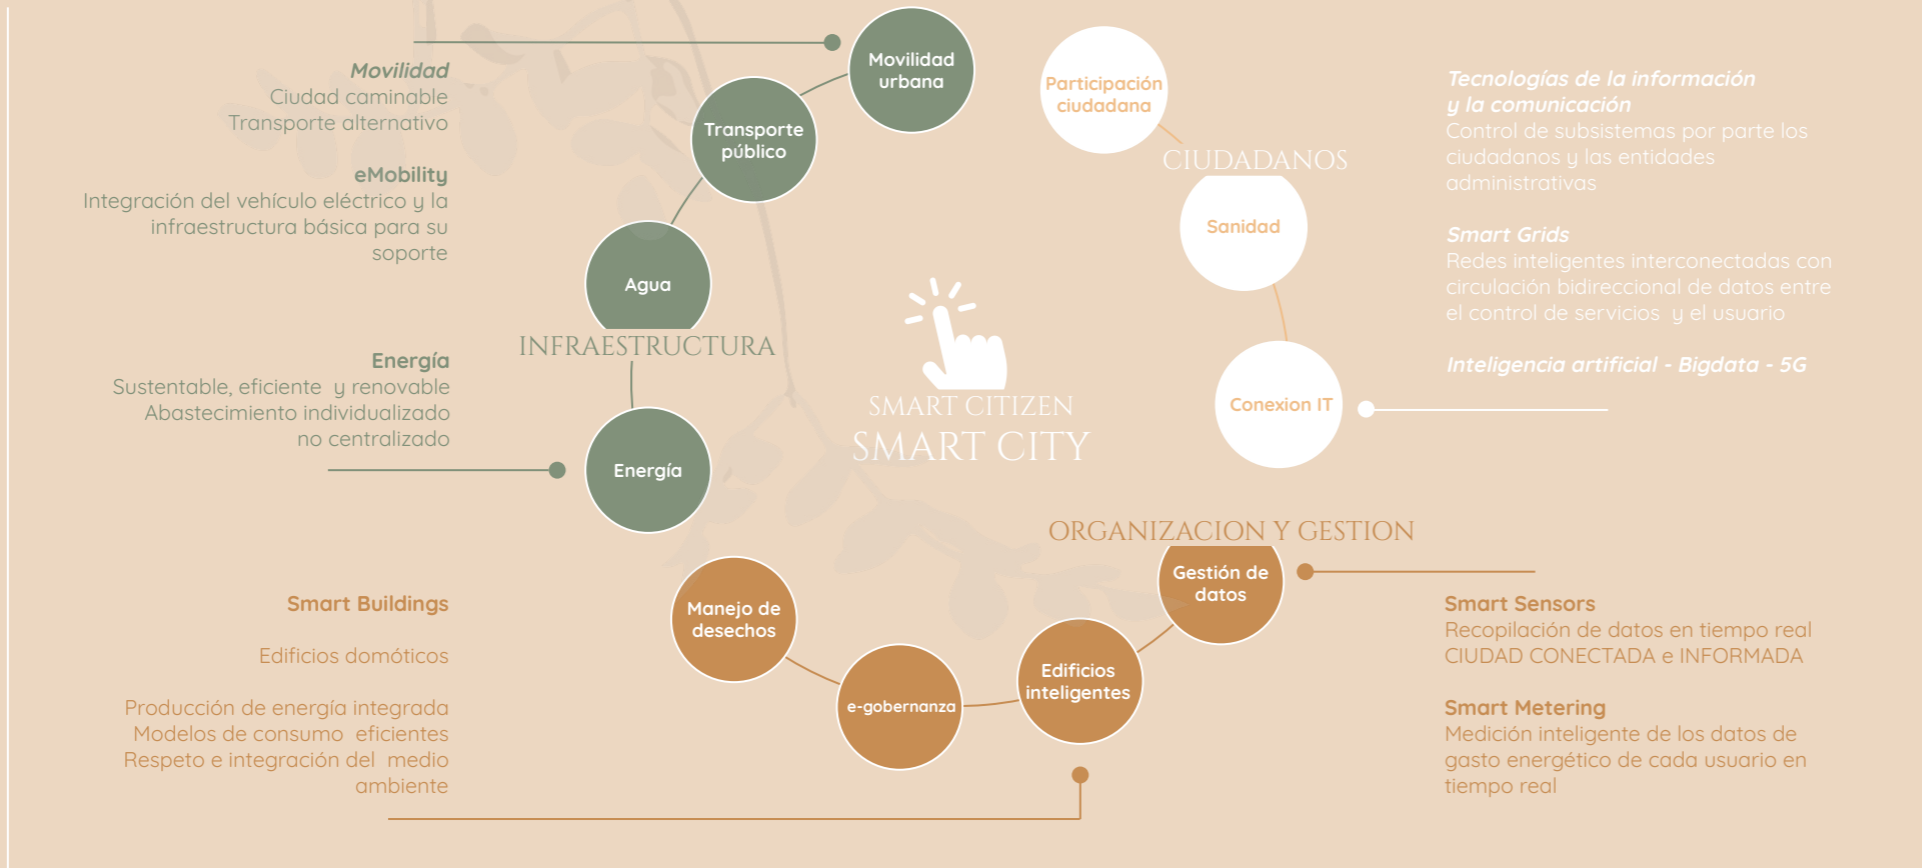 Movilidad
Ciudad caminable
Transporte alternativo
eMobility
Integración del vehículo eléctrico y la
infraestructura básica para su
soporte
Energía
Sustentable, eficiente y renovable
Abastecimiento individualizado
no centralizado
Smart Buildings
Edificios domóticos
Producción de energía integrada
Modelos de consumo eficientes
Respeto e integración del medio
ambiente
Movilidad
urbana
Transporte
público
Agua
INFRAESTRUCTURA
Energía
SMART CITIZEN
SMART CITY
Participación
ciudadana
CIUDADANOS
Sanidad
Conexion IT
ORGANIZACION Y GESTION
Gestión de
datos
Edificios
inteligentes
e-gobernanza
Manejo de
desechos
Tecnologías de la información
y la comunicación
Control de subsistemas por parte los
ciudadanos y las entidades
administrativas
Smart Grids
Redes inteligentes interconectadas con
circulación bidireccional de datos entre
el control de servicios y el usuario
Inteligencia artificial - Bigdata - 5G
Smart Sensors
Recopilación de datos en tiempo real
CIUDAD CONECTADA e INFORMADA
Smart Metering
Medición inteligente de los datos de
gasto energético de cada usuario en
tiempo real